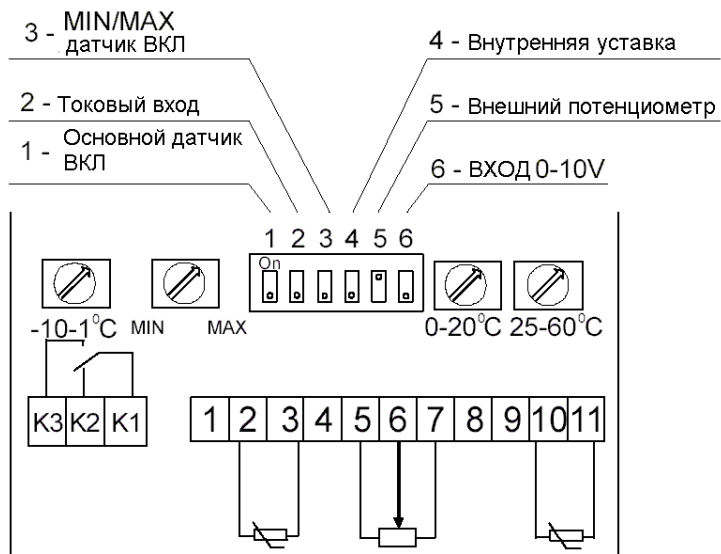 3 - MIN/MAX
датчик ВКЛ
4 - Внутренняя уставка
2 - Токовый вход
5 - Внешний потенциометр
1 - Основной датчик
ВКЛ
6 - ВХОД 0-10V
1 2 3 4 5 6
On
-10-1°C MIN MAX 0-20°C 25-60°C
K3 K2 K1 1 2 3 4 5 6 7 8 9 10 11